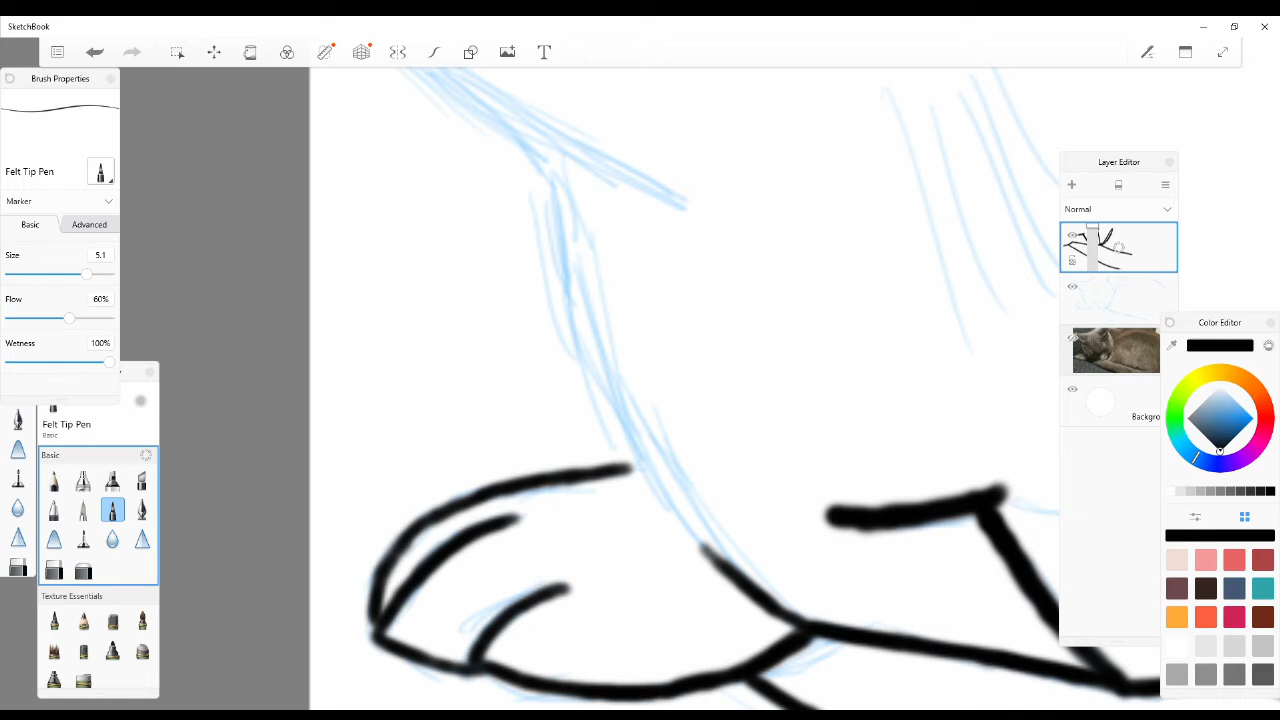 SketchBook
T
Brush Properties
Felt Tip Pen
Marker
Basic
Advanced
Size 5.1
Flow 60%
Wetness 100%
Felt Tip Pen
Basic
Basic
Texture Essentials
Layer Editor
Normal
Backgro
Color Editor